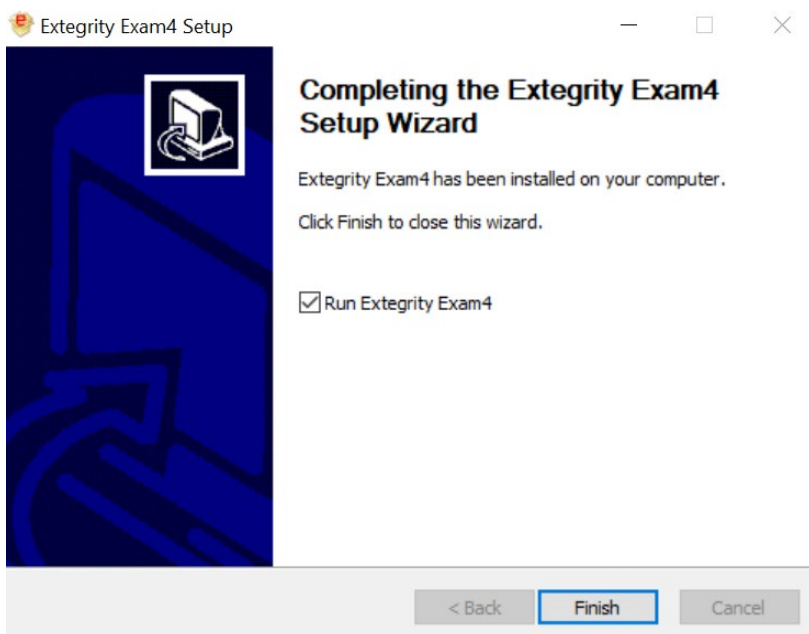 Extegrity Exam4 Setup
Completing the Extegrity Exam4
Setup Wizard
Extegrity Exam4 has been installed on your computer.
Click Finish to close this wizard.
Run Extegrity Exam4
< Back
Finish
Cancel